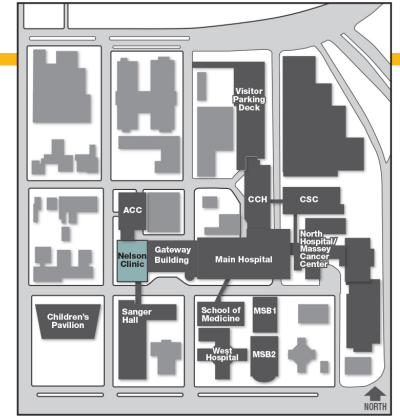 Visitor
Parking
Deck
ACC
CCH
CSC
Nelson
Clinic
Gateway
Building
Main Hospital
North
Hospital/
Massey
Cancer
Center
Children's
Pavilion
Sanger
Hall
School of
Medicine
MSB1
West
Hospital
MSB2
NORTH